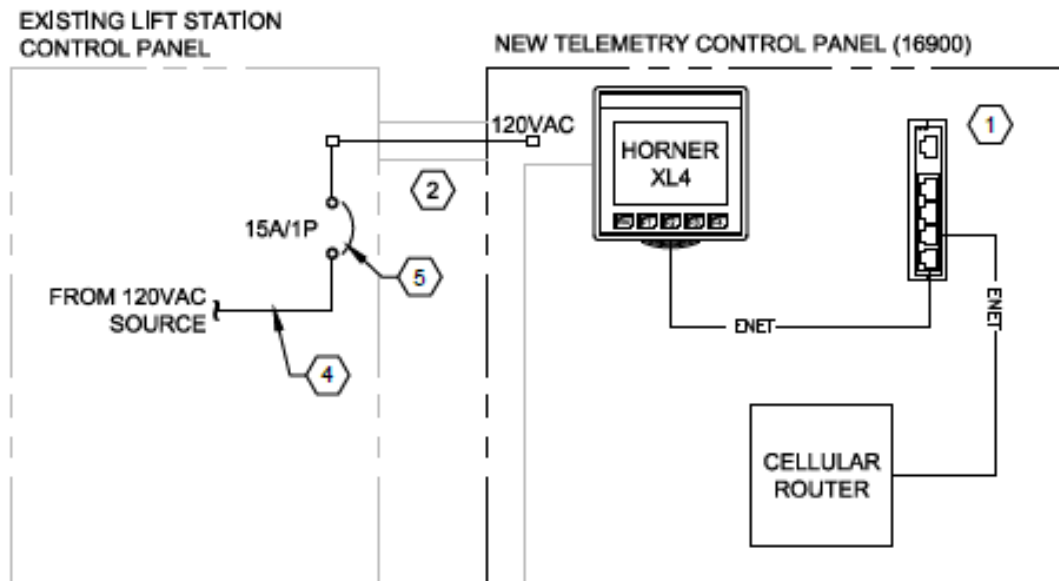 EXISTING LIFT STATION
CONTROL PANEL
NEW TELEMETRY CONTROL PANEL (16900)
120VAC
HORNER
XL4
1
2
15A/1P
5
FROM 120VAC
SOURCE
4
ENET
ENET
CELLULAR
ROUTER